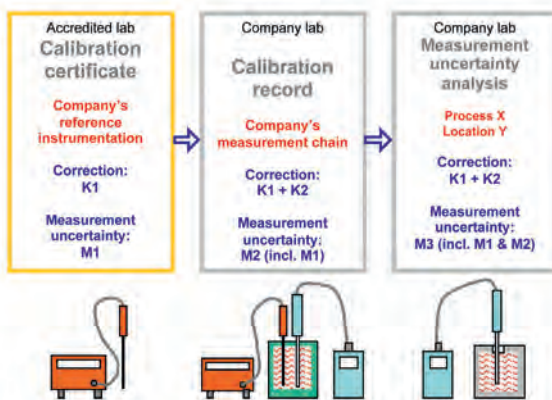 Accredited lab
Calibration
certificate
Company's
reference
instrumentation
Correction:
K1
Measurement
uncertainty:
M1
Company lab
Calibration
record
Company's
measurement chain
Correction:
K1 + K2
Measurement
uncertainty:
M2 (incl. M1)
Company lab
Measurement
uncertainty
analysis
Process X
Location Y
Correction:
K1 + K2
Measurement
uncertainty:
M3 (incl. M1 & M2)